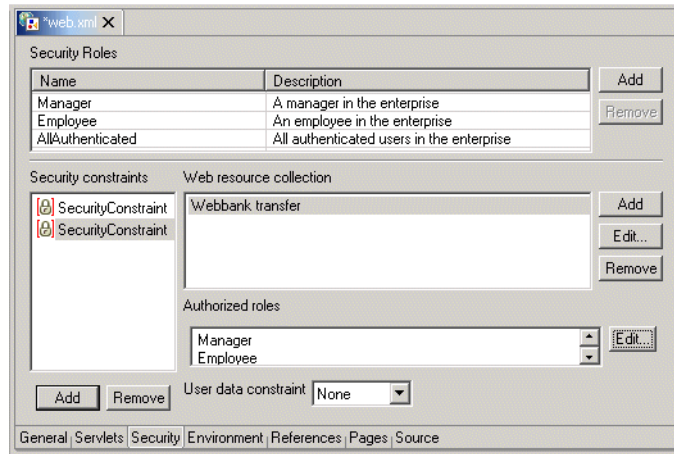 *web.xml X
Security Roles
Name Description Add
Manager A manager in the enterprise Remove
Employee An employee in the enterprise
AllAuthenticated All authenticated users in the enterprise
Security constraints Web resource collection
SecurityConstraint Webbank transfer Add
SecurityConstraint Edit...
Remove
Authorized roles
Manager Edit...
Employee
Add Remove User data constraint None
General Servlets Security Environment References Pages Source